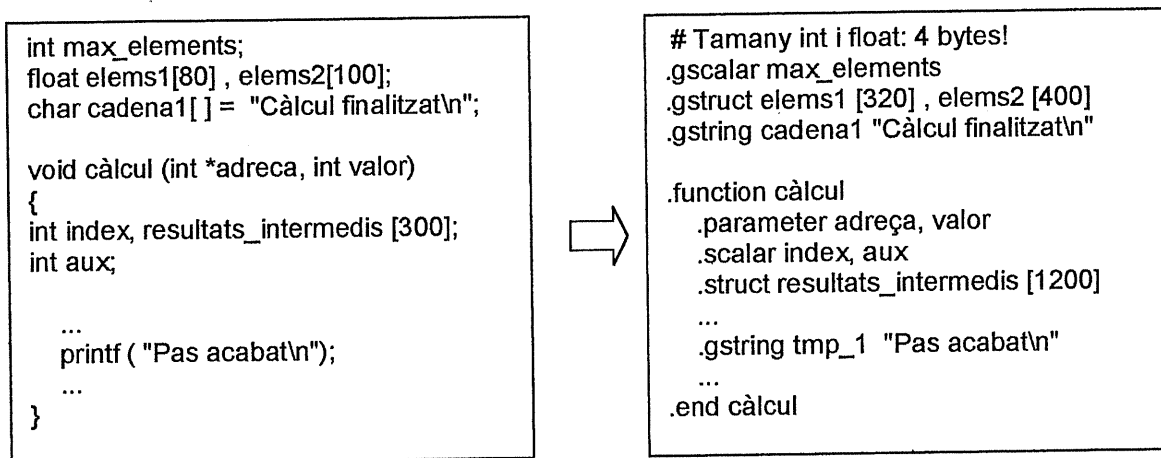 int max_elements;
float elems1[80] , elems2[100];
char cadena1[ ] = "Càlcul finalitzat\n";
void càlcul (int *adreca, int valor)
{
int index, resultats_intermedis [300];
int aux;
...
printf ( "Pas acabat\n");
...
}
# Tamany int i float: 4 bytes!
.gscalar max_elements
.gstruct elems1 [320] , elems2 [400]
.gstring cadena1 "Càlcul finalitzat\n"
.function càlcul
.parameter adreça, valor
.scalar index, aux
.struct resultats_intermedis [1200]
...
.gstring tmp_1 "Pas acabat\n"
...
.end càlcul